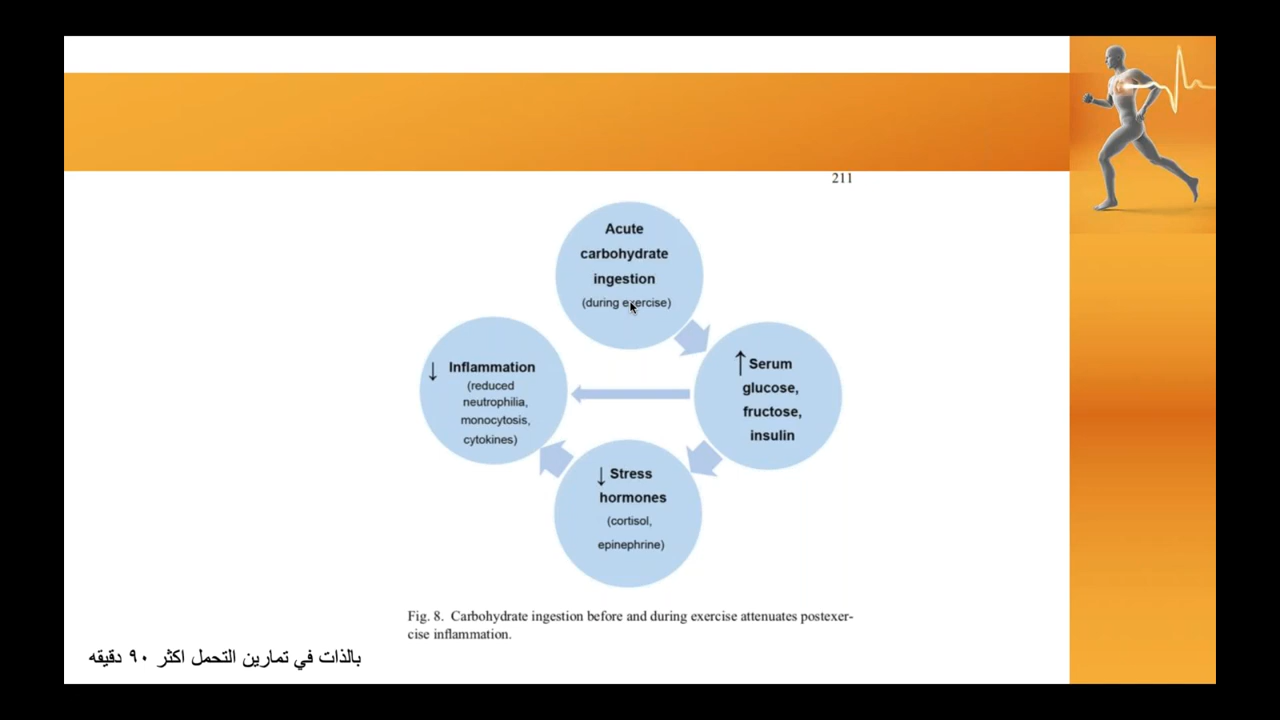 211
Acute
carbohydrate
ingestion
(during exercise)
↑ Serum
glucose,
fructose,
insulin
↓ Stress
hormones
(cortisol,
epinephrine)
↓ Inflammation
(reduced
neutrophilia,
monocytosis,
cytokines)
Fig. 8. Carbohydrate ingestion before and during exercise attenuates postexer-
cise inflammation.
بالذات في تمارين التحمل اكثر ٩٠ دقيقه